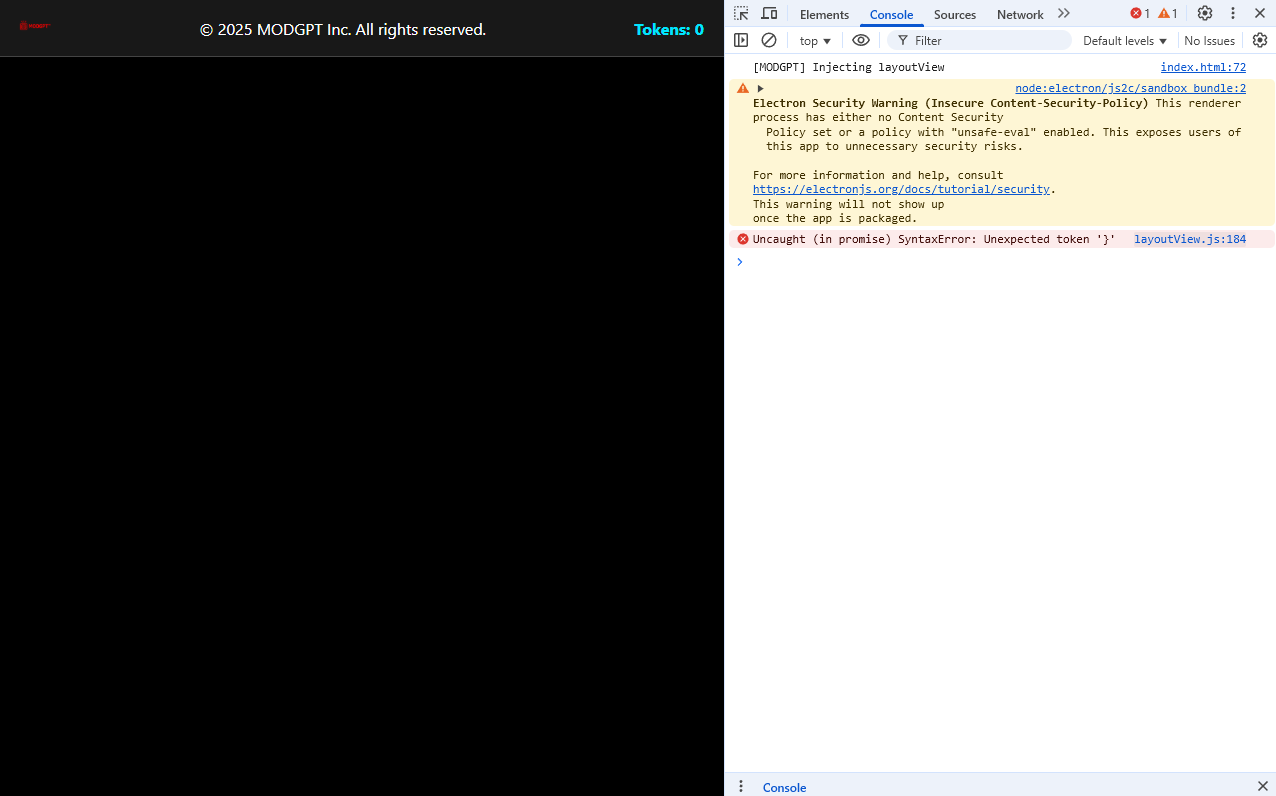 MODGPT
© 2025 MODGPT Inc. All rights reserved.
Tokens: 0
Elements
Console
Sources
Network
1
1
top
Filter
Default levels
No Issues
[MODGPT] Injecting layoutView
index.html:72
node:electron/js2c/sandbox_bundle:2
Electron Security Warning (Insecure Content-Security-Policy) This renderer
process has either no Content Security
Policy set or a policy with "unsafe-eval" enabled. This exposes users of
this app to unnecessary security risks.
For more information and help, consult
https://electronjs.org/docs/tutorial/security.
This warning will not show up
once the app is packaged.
Uncaught (in promise) SyntaxError: Unexpected token '}'
layoutView.js:184
Console